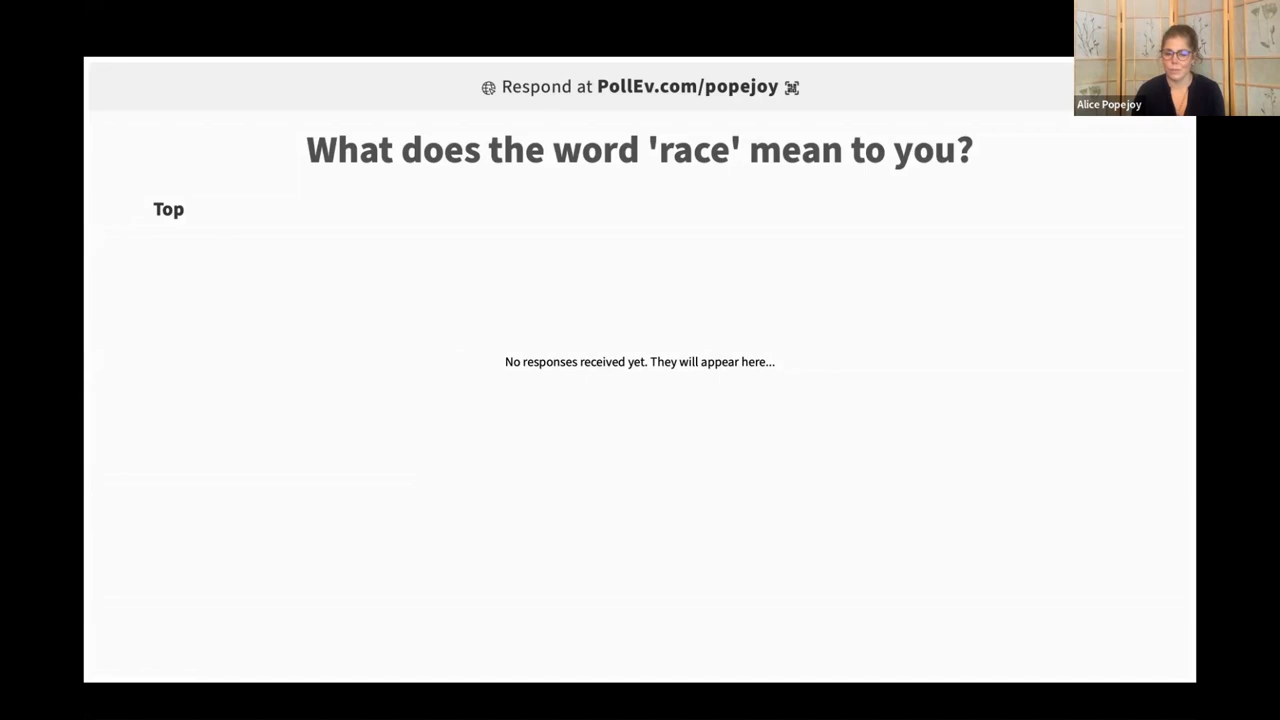 Respond at PollEv.com/popejoy
Alice Popejoy
What does the word 'race' mean to you?
Top
No responses received yet. They will appear here...